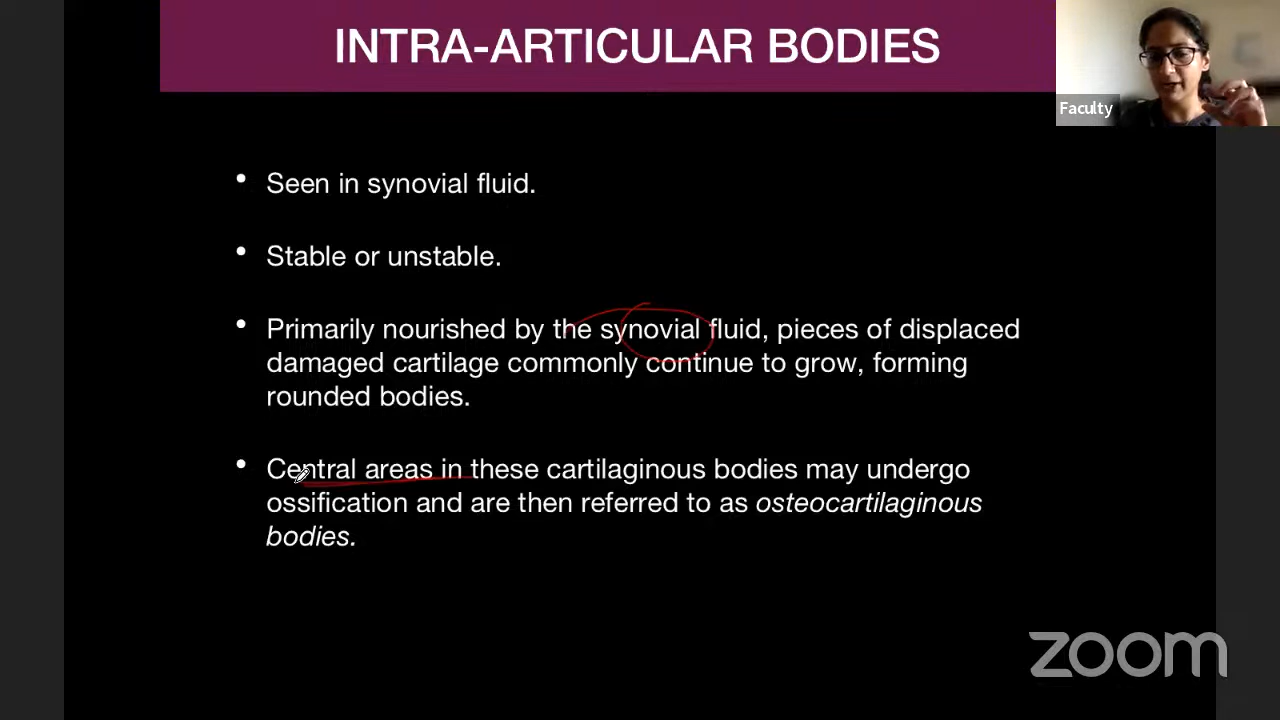 INTRA-ARTICULAR BODIES
Faculty
• Seen in synovial fluid.
• Stable or unstable.
• Primarily nourished by the synovial fluid, pieces of displaced
damaged cartilage commonly continue to grow, forming
rounded bodies.
• Central areas in these cartilaginous bodies may undergo
ossification and are then referred to as osteocartilaginous
bodies.
zoom